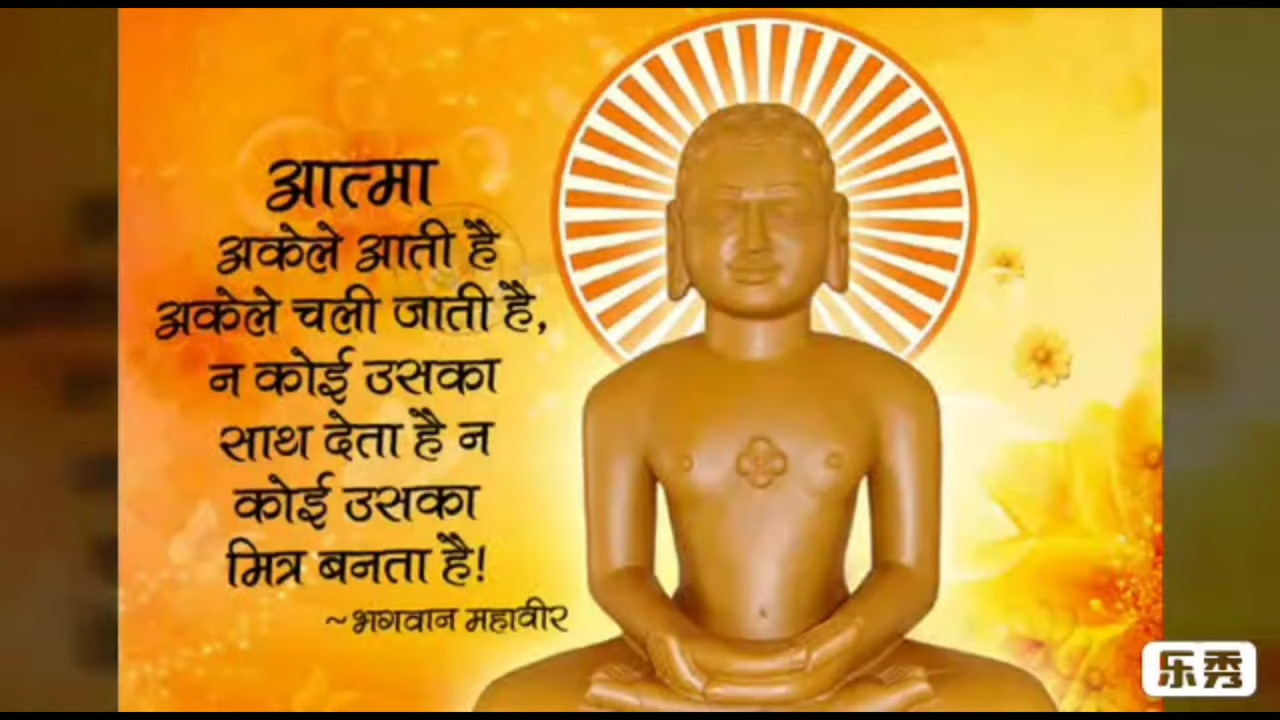 आत्मा
अकेले आती है
अकेले चली जाती है,
न कोई उसका
साथ देता है न
कोई उसका
मित्र बनता है!
~भगवान महावीर
乐秀